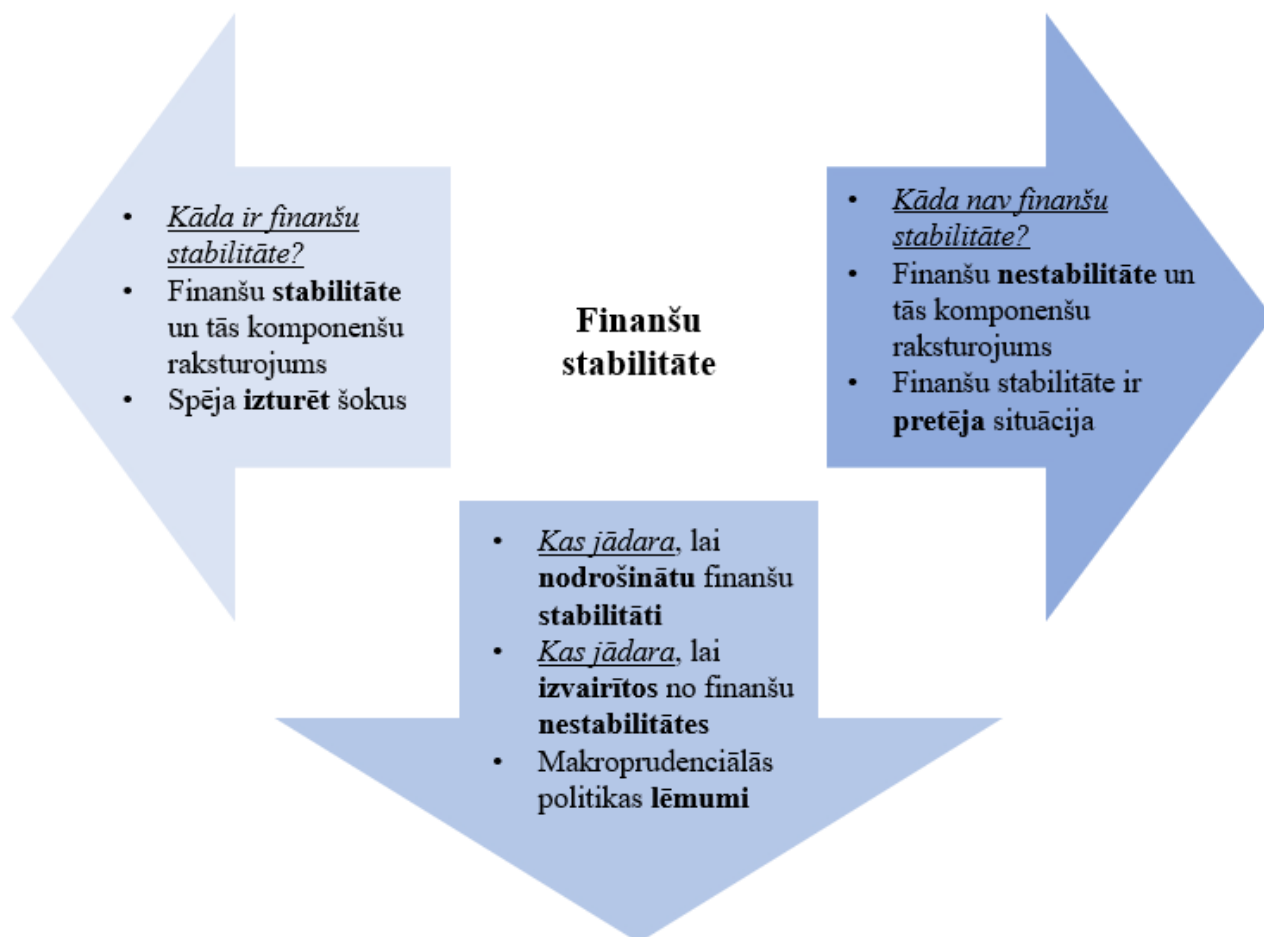 • Kāda ir finanšu
stabilitāte?
• Finanšu stabilitāte
un tās komponenšu
raksturojums
• Spēja izturēt šokus
Finanšu
stabilitāte
• Kāda nav finanšu
stabilitāte?
• Finanšu nestabilitāte un
tās komponenšu
raksturojums
• Finanšu stabilitāte ir
pretēja situācija
• Kas jādara, lai
nodrošinātu finanšu
stabilitāti
• Kas jādara, lai
izvairītos no finanšu
nestabilitātes
• Makroprudenciālās
politikas lēmumi